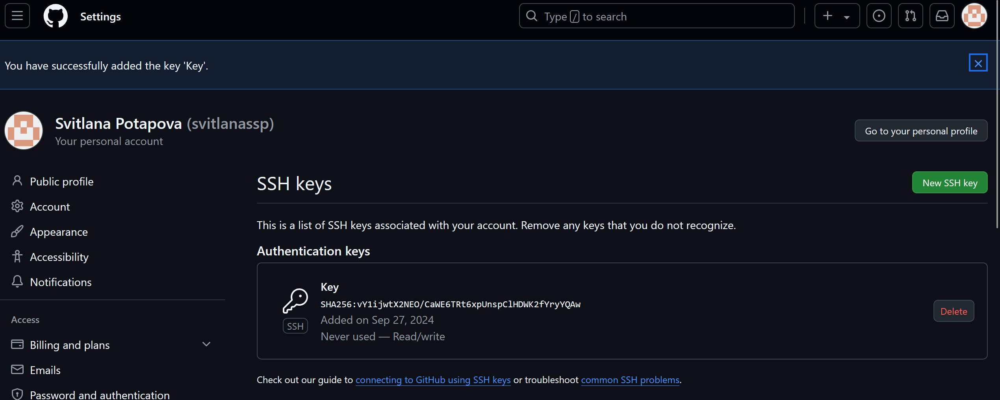 Settings
Type / to search
You have successfully added the key 'Key'.
Svitlana Potapova (svitlanassp)
Your personal account
Go to your personal profile
Public profile
Account
Appearance
Accessibility
Notifications
Access
Billing and plans
Emails
Password and authentication
SSH keys
New SSH key
This is a list of SSH keys associated with your account. Remove any keys that you do not recognize.
Authentication keys
Key
SHA256:vY1ijwtX2NEO/CaWE6TRt6xpUnspClHDWK2fYryYQAw
Added on Sep 27, 2024
Never used — Read/write
SSH
Delete
Check out our guide to connecting to GitHub using SSH keys or troubleshoot common SSH problems.